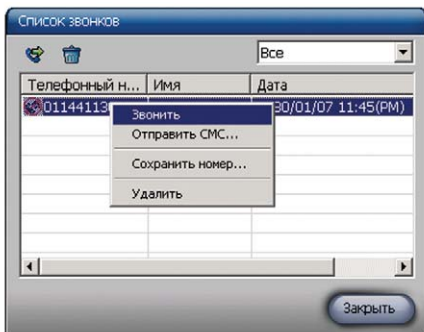 Список звонков
Все
Телефонный н... Имя Дата
01144113 30/01/07 11:45(PM)
Звонить
Отправить СМС...
Сохранить номер...
Удалить
Закрыть